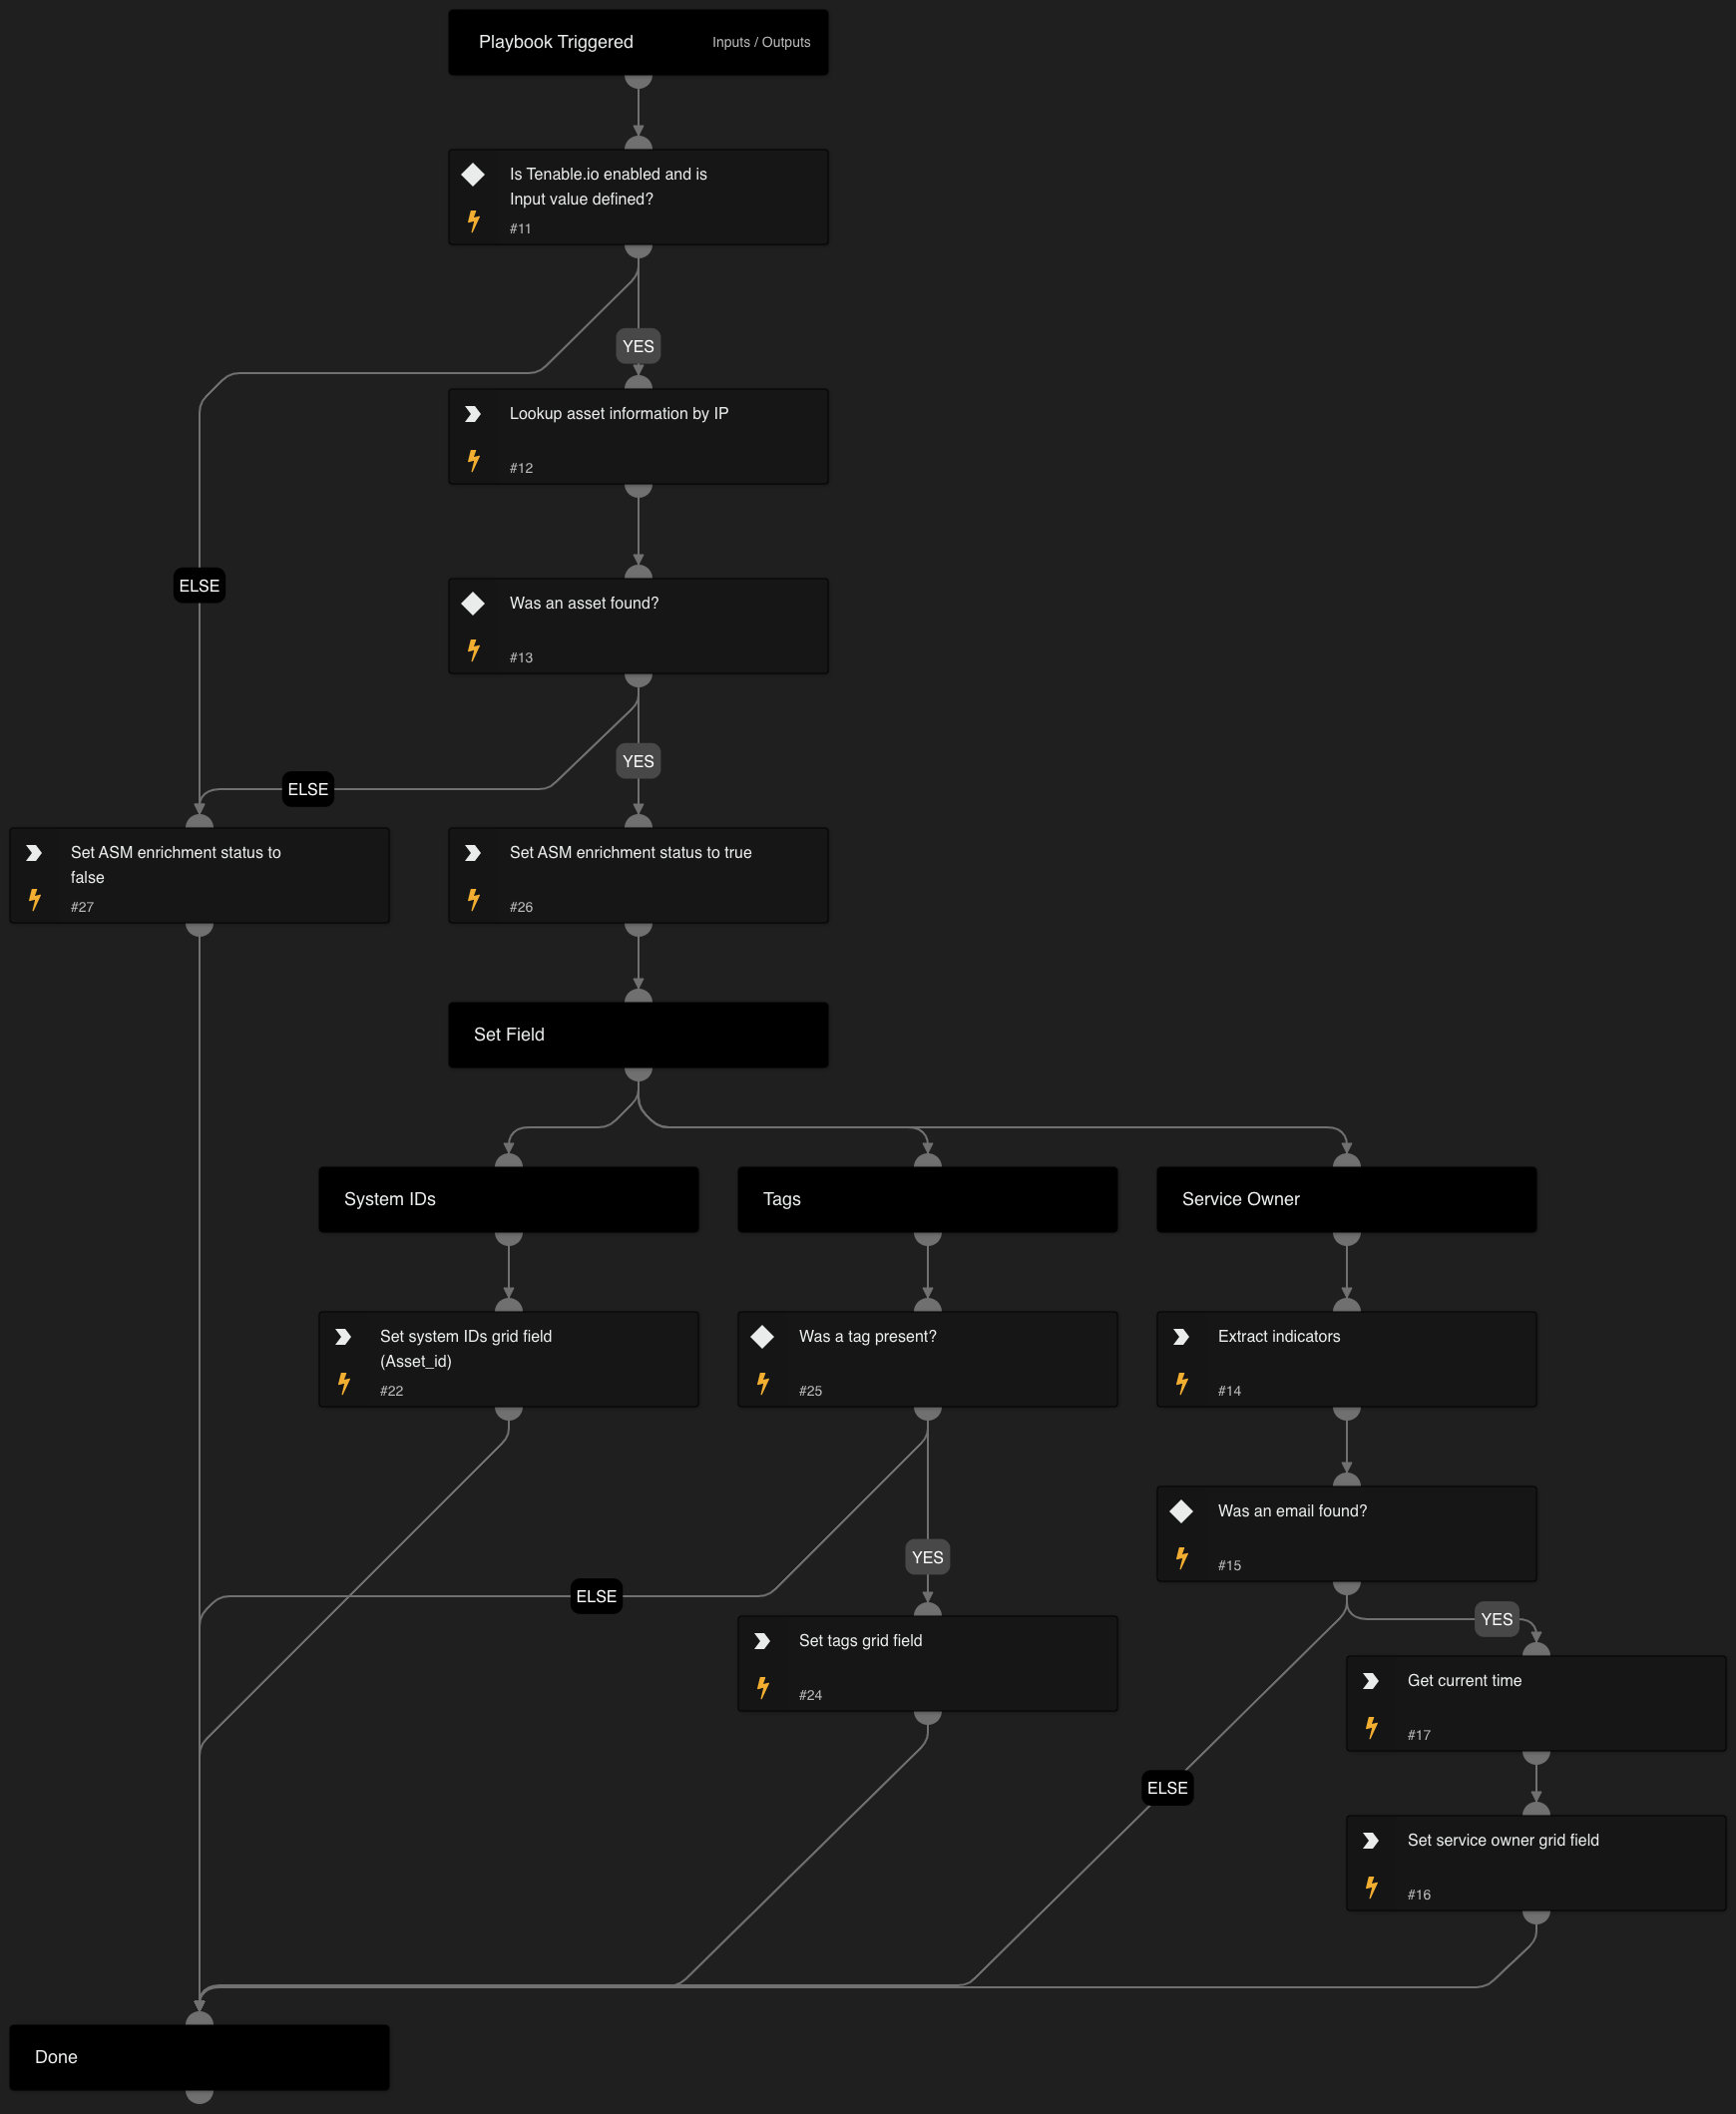 Playbook Triggered
Inputs / Outputs
Is Tenable.io enabled and is
Input value defined?
#11
YES
Lookup asset information by IP
#12
ELSE
Was an asset found?
#13
YES
ELSE
Set ASM enrichment status to
false
#27
Set ASM enrichment status to true
#26
Set Field
System IDs
Tags
Service Owner
Set system IDs grid field
(Asset_id)
#22
Was a tag present?
#25
Extract indicators
#14
Was an email found?
#15
YES
ELSE
YES
Set tags grid field
#24
Get current time
#17
ELSE
Set service owner grid field
#16
Done